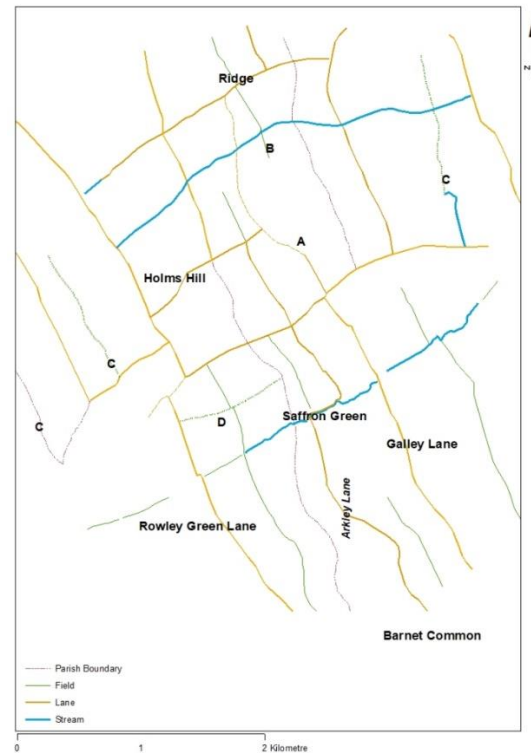 Ridge
B
C
A
Holms Hill
C
C
D
Saffron Green
Galley Lane
Arkley Lane
Rowley Green Lane
Barnet Common
Parish Boundary
Field
Lane
Stream
0 1 2 Kilometre
z